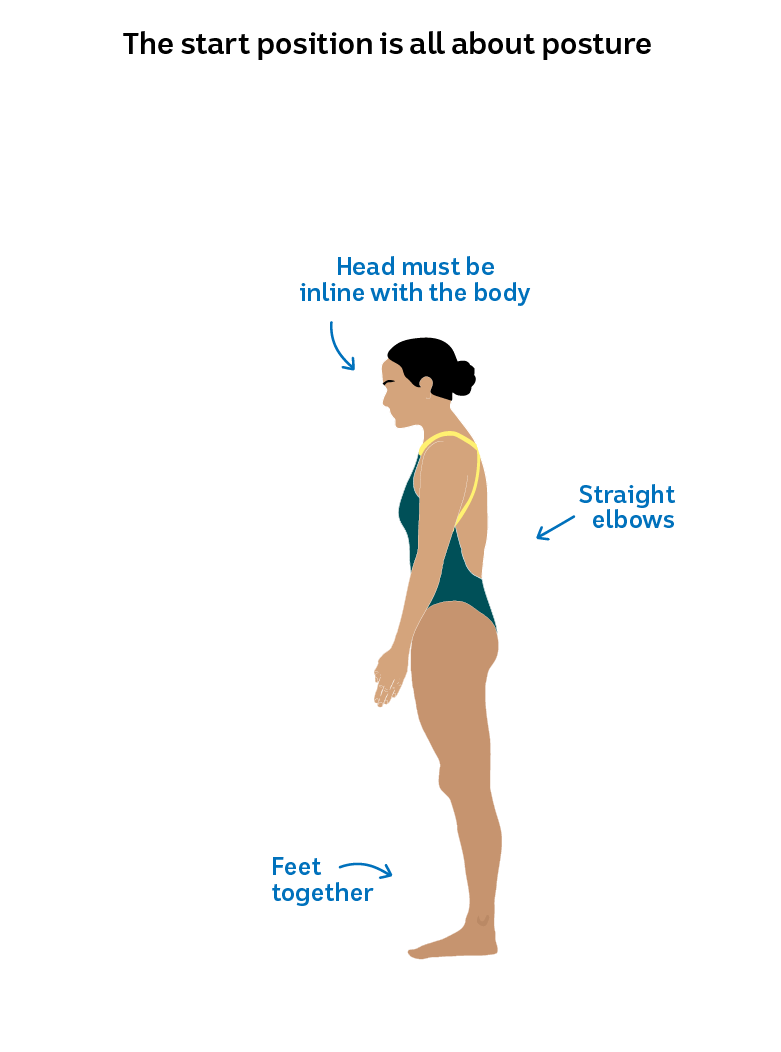 The start position is all about posture
Head must be
inline with the body
Straight
elbows
Feet
together